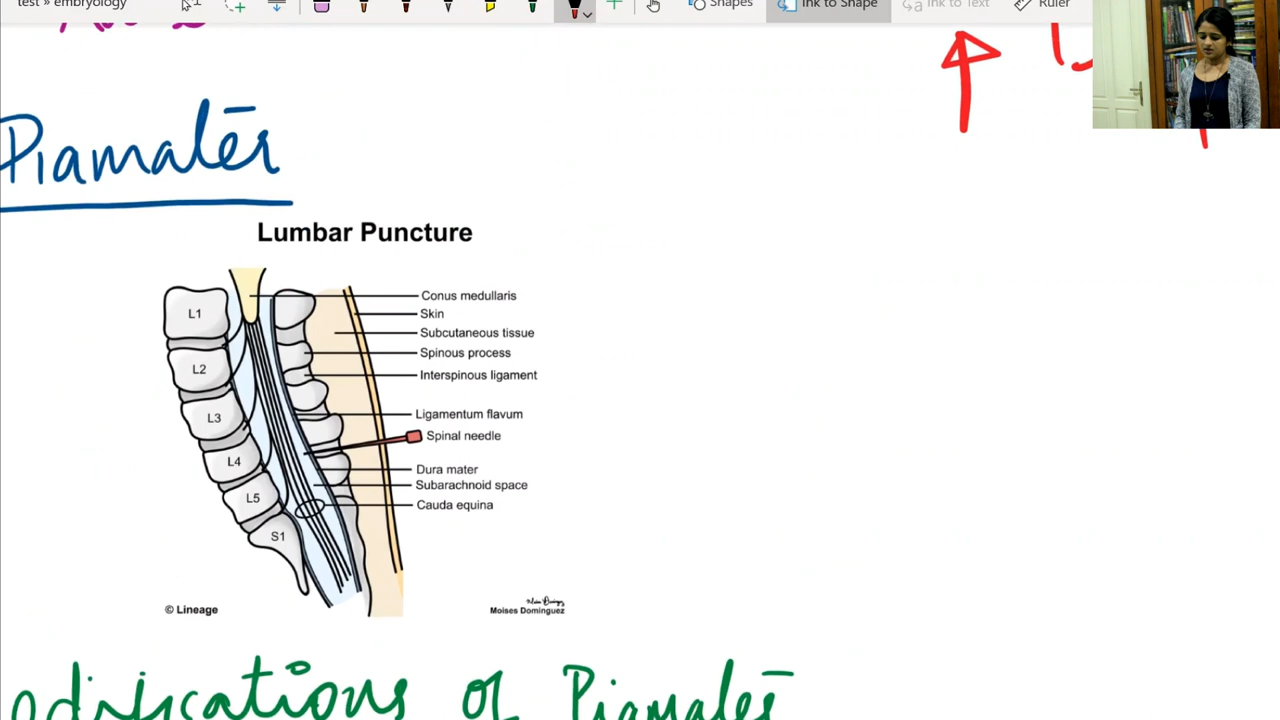 test » embryology
Shapes
Ink to Shape
Ink to Text
Ruler
Piamater
Lumbar Puncture
L1
L2
L3
L4
L5
S1
Conus medullaris
Skin
Subcutaneous tissue
Spinous process
Interspinous ligament
Ligamentum flavum
Spinal needle
Dura mater
Subarachnoid space
Cauda equina
© Lineage
Moises Dominguez
odifications of Piamater